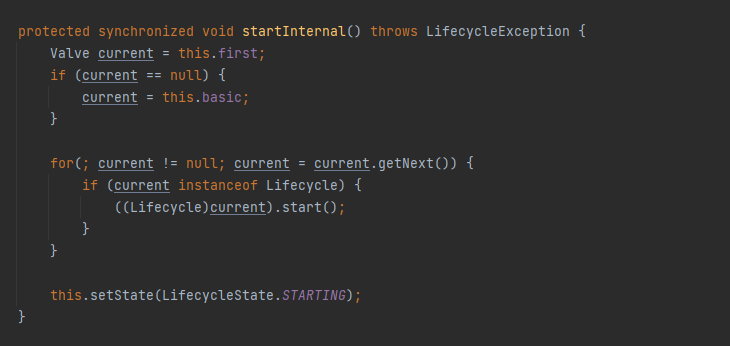 protected synchronized void startInternal() throws LifecycleException {
    Valve current = this.first;
    if (current == null) {
        current = this.basic;
    }

    for(; current != null; current = current.getNext()) {
        if (current instanceof Lifecycle) {
            ((Lifecycle)current).start();
        }
    }

    this.setState(LifecycleState.STARTING);
}